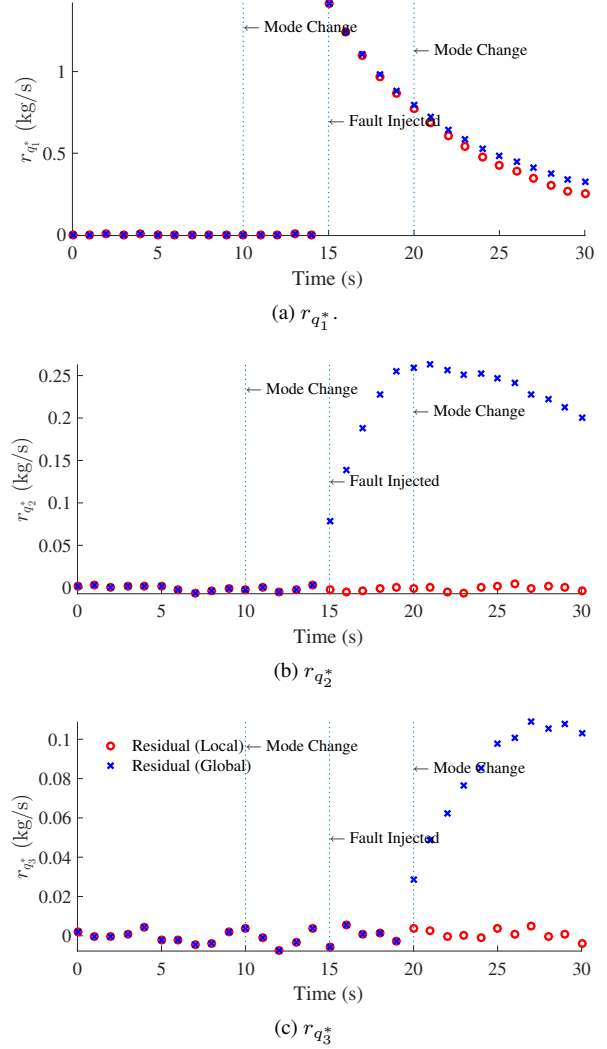 1
0.5
0
r_{q_1^*} (kg/s)
← Mode Change
← Mode Change
← Fault Injected
0 5 10 15 20 25 30
Time (s)
(a) r_{q_1^*}.
0.25
0.2
0.15
0.1
0.05
0
r_{q_2^*} (kg/s)
← Mode Change
← Mode Change
← Fault Injected
0 5 10 15 20 25 30
Time (s)
(b) r_{q_2^*}
0.1
0.08
0.06
0.04
0.02
0
r_{q_3^*} (kg/s)
Residual (Local)
Residual (Global)
← Mode Change
← Mode Change
← Fault Injected
0 5 10 15 20 25 30
Time (s)
(c) r_{q_3^*}